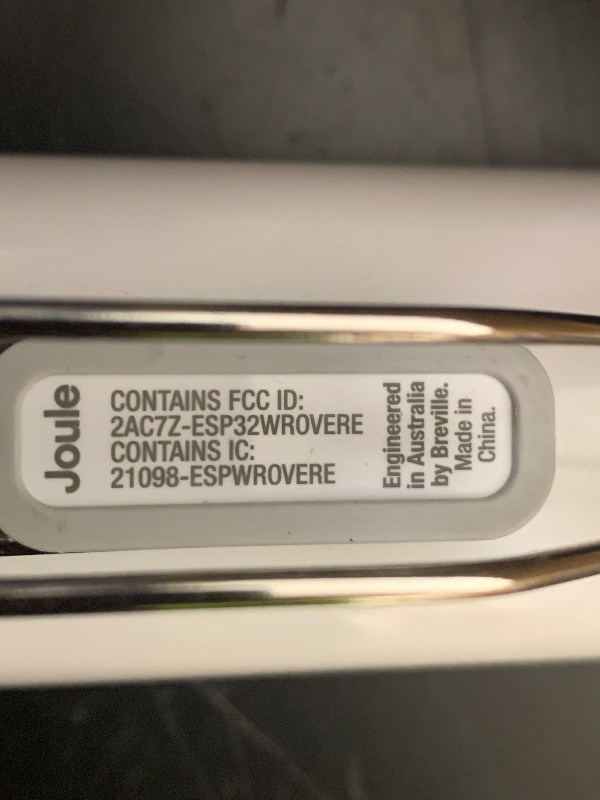 Joule
CONTAINS FCC ID:
2AC7Z-ESP32WROVERE
CONTAINS IC:
21098-ESPWROVERE
Engineered
in Australia
by Breville.
Made in
China.